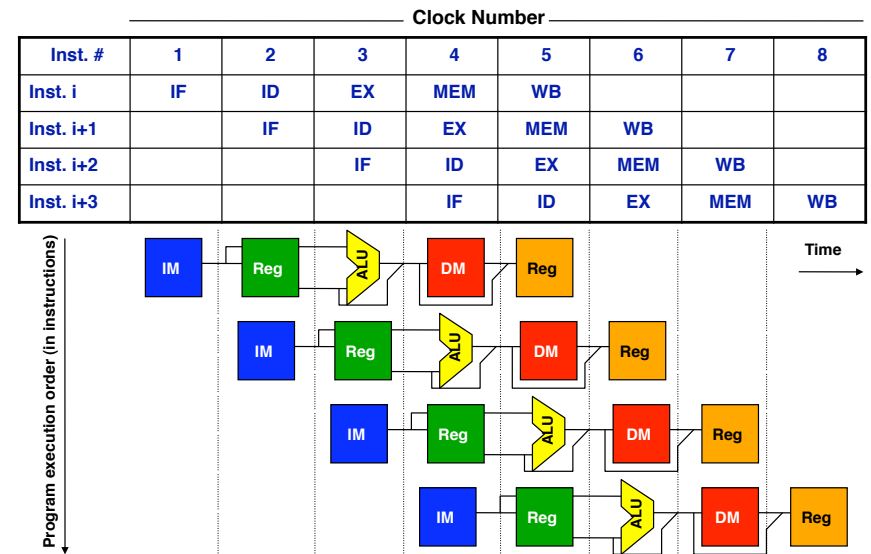 Clock Number
Inst. # 1 2 3 4 5 6 7 8
Inst. i IF ID EX MEM WB
Inst. i+1 IF ID EX MEM WB
Inst. i+2 IF ID EX MEM WB
Inst. i+3 IF ID EX MEM WB
Program execution order (in instructions)
Time
IM Reg ALU DM Reg
IM Reg ALU DM Reg
IM Reg ALU DM Reg
IM Reg ALU DM Reg